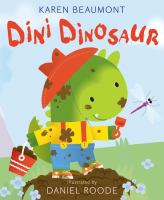 KAREN BEAUMONT
DINI DINOSAUR
illustrated by
DANIEL ROODE